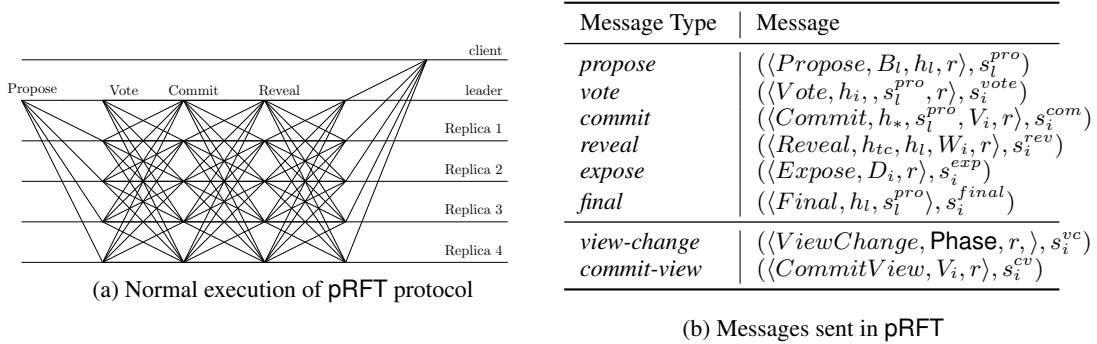 client
Propose Vote Commit Reveal leader
Replica 1
Replica 2
Replica 3
Replica 4
(a) Normal execution of pRFT protocol
Message Type Message
propose (⟨Propose, B_l, h_l, r⟩, s_l^{pro})
vote (⟨Vote, h_i, , s_l^{pro}, r⟩, s_i^{vote})
commit (⟨Commit, h_*, s_l^{pro}, V_i, r⟩, s_i^{com})
reveal (⟨Reveal, h_{tc}, h_l, W_i, r⟩, s_i^{rev})
expose (⟨Expose, D_i, r⟩, s_i^{exp})
final (⟨Final, h_l, s_l^{pro}⟩, s_i^{final})
view-change (⟨ViewChange, Phase, r, ⟩, s_i^{vc})
commit-view (⟨CommitView, V_i, r⟩, s_i^{cv})
(b) Messages sent in pRFT